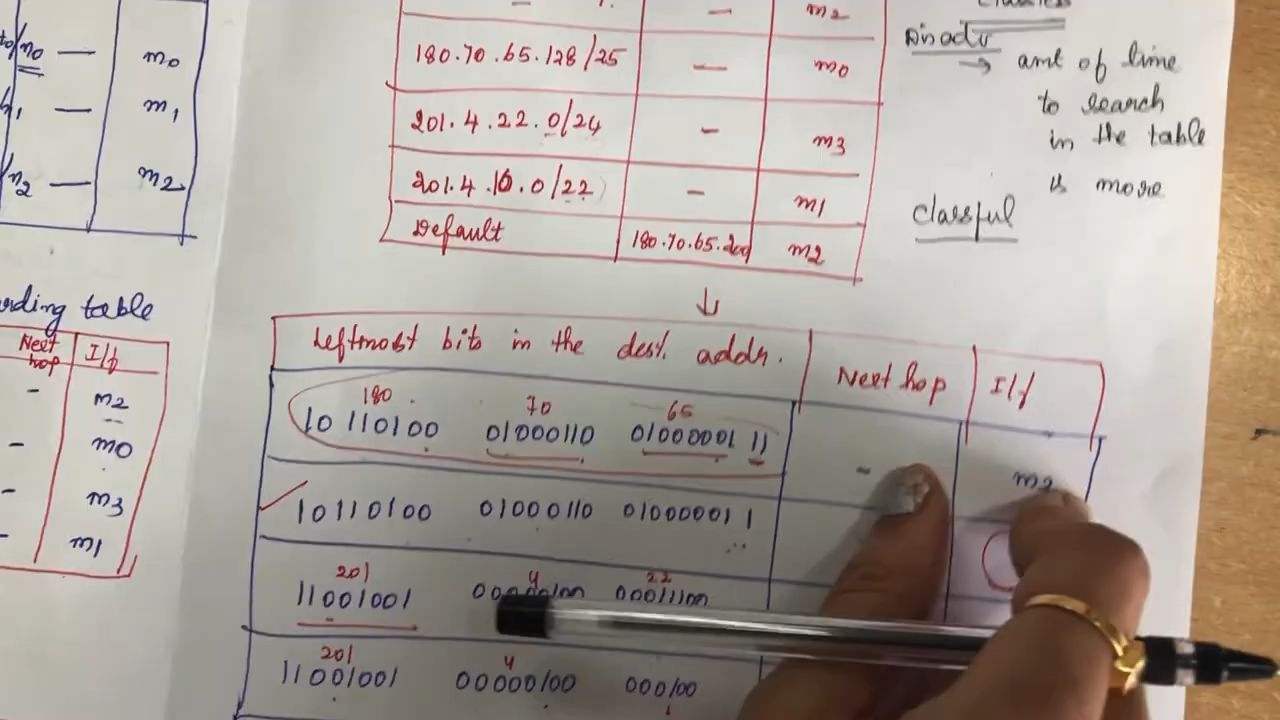 m2
180.70.65.128/25 — m0
201.4.22.0/24 - m3
201.4.16.0/22 - m1
Default 180.70.65.200 m2
Disadv
→ amt of time
to search
in the table
is more
classful
m0
m1
m2
rding table
Next hop I/f
- m2
- m0
- m3
- m1
Leftmost bits in the dest. addr. Next hop I/f
180 70 65
10 110100 01000110 01000001 11 - m2
10110100 01000110 01000001 1
201 4 22
11001001 00011100
201 4
11001001 00000100 000100